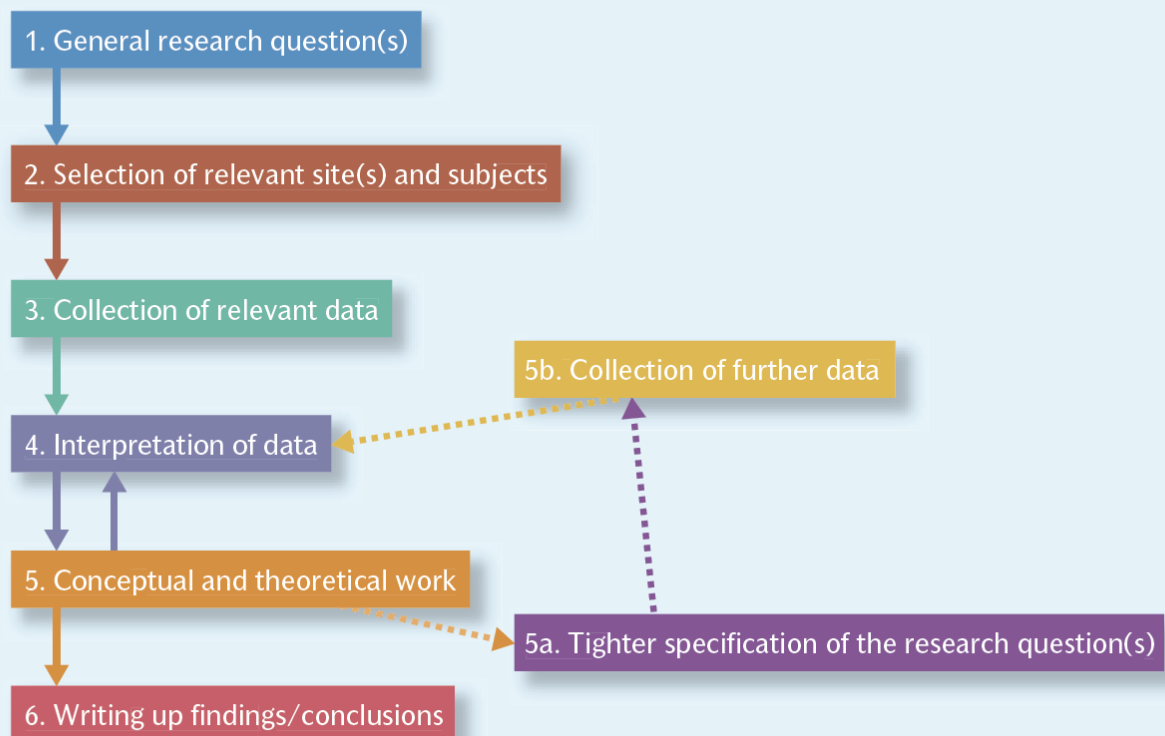 1. General research question(s)
2. Selection of relevant site(s) and subjects
3. Collection of relevant data
5b. Collection of further data
4. Interpretation of data
5. Conceptual and theoretical work
5a. Tighter specification of the research question(s)
6. Writing up findings/conclusions